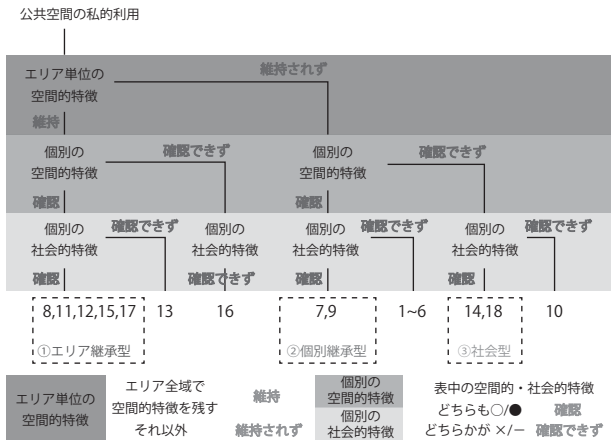 公共空間の私的利用
エリア単位の
空間的特徴
維持されず
維持
個別の
空間的特徴
確認できず
個別の
空間的特徴
確認できず
確認
確認
個別の
社会的特徴
確認できず
個別の
社会的特徴
個別の
社会的特徴
確認できず
個別の
社会的特徴
確認できず
確認
確認できず
確認
確認
8,11,12,15,17
13
16
7,9
1~6
14,18
10
①エリア継承型
②個別継承型
③社会型
エリア単位の
空間的特徴
エリア全域で
空間的特徴を残す
それ以外
維持
維持されず
個別の
空間的特徴
個別の
社会的特徴
表中の空間的・社会的特徴
どちらも○/● 確認
どちらかが ×/− 確認できず